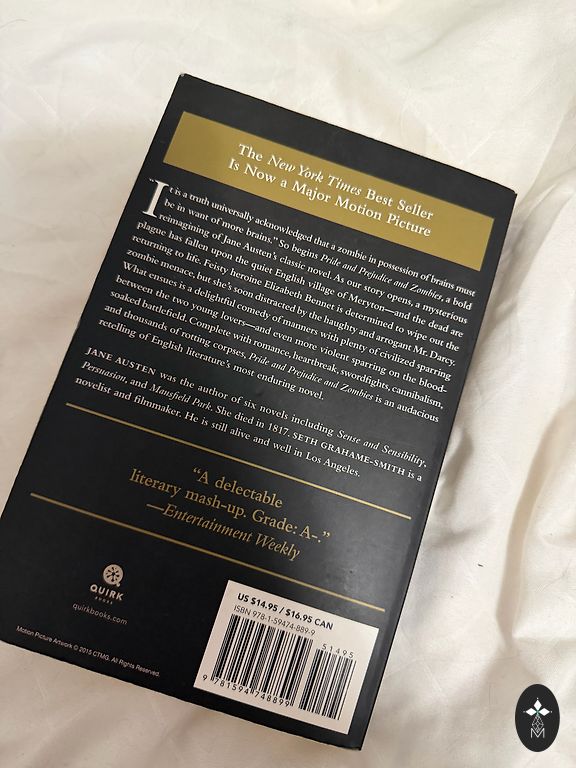 The New York Times Best Seller
Is Now a Major Motion Picture
"It is a truth universally acknowledged that a zombie in possession of brains must
be in want of more brains." So begins Pride and Prejudice and Zombies, a bold
reimagining of Jane Austen's classic novel. As our story opens, a mysterious
plague has fallen upon the quiet English village of Meryton—and the dead are
returning to life. Feisty heroine Elizabeth Bennet is determined to wipe out the
zombie menace, but she's soon distracted by the haughty and arrogant Mr. Darcy.
What ensues is a delightful comedy of manners with plenty of civilized sparring
between the two young lovers—and even more violent sparring on the blood-
soaked battlefield. Complete with romance, heartbreak, swordfights, cannibalism,
and thousands of rotting corpses, Pride and Prejudice and Zombies is an audacious
retelling of English literature's most enduring novel.
JANE AUSTEN was the author of six novels including Sense and Sensibility,
Persuasion, and Mansfield Park. She died in 1817. SETH GRAHAME-SMITH is a
novelist and filmmaker. He is still alive and well in Los Angeles.
"A delectable
literary mash-up. Grade: A-."
—Entertainment Weekly
QUIRK
BOOKS
quirkbooks.com
Motion Picture Artwork © 2015 CTMG. All Rights Reserved.
US $14.95 / $16.95 CAN
ISBN 978-1-59474-889-9
51495
9 781594 748899
M